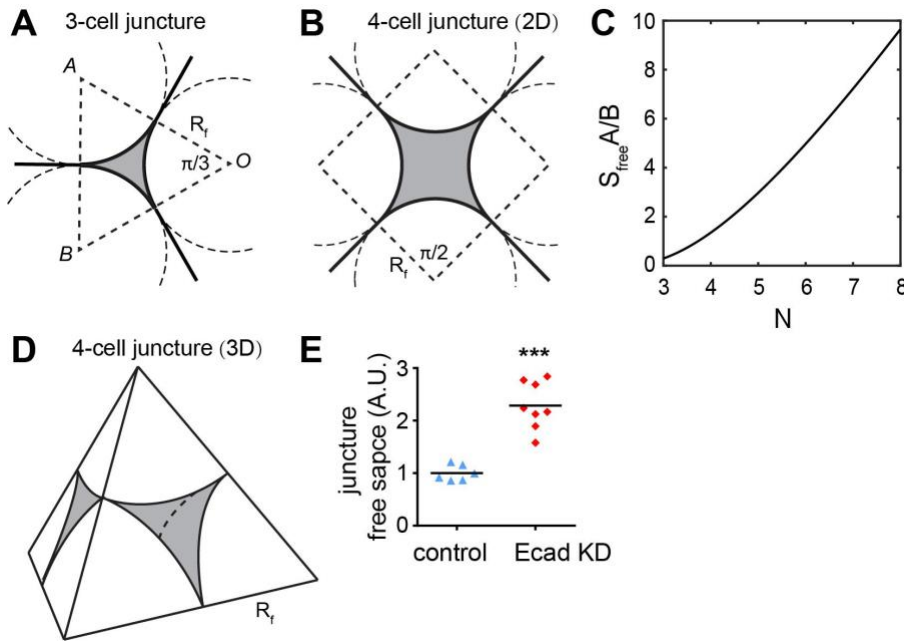 A 3-cell juncture
A
R_f
π/3
O
B
B 4-cell juncture (2D)
R_f
π/2
C
S_free A/B
10
8
6
4
2
0
3 4 5 6 7 8
N
D 4-cell juncture (3D)
R_f
E
juncture
free sapce (A.U.)
3
2
1
0
***
control Ecad KD